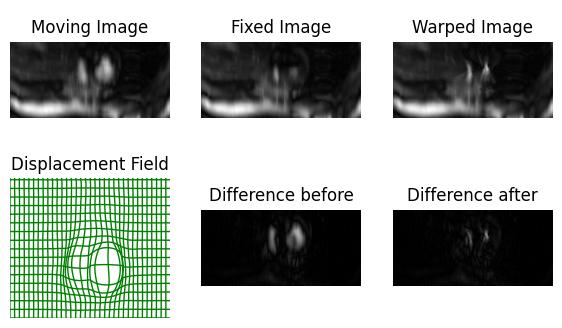 Moving Image
Fixed Image
Warped Image
Displacement Field
Difference before
Difference after